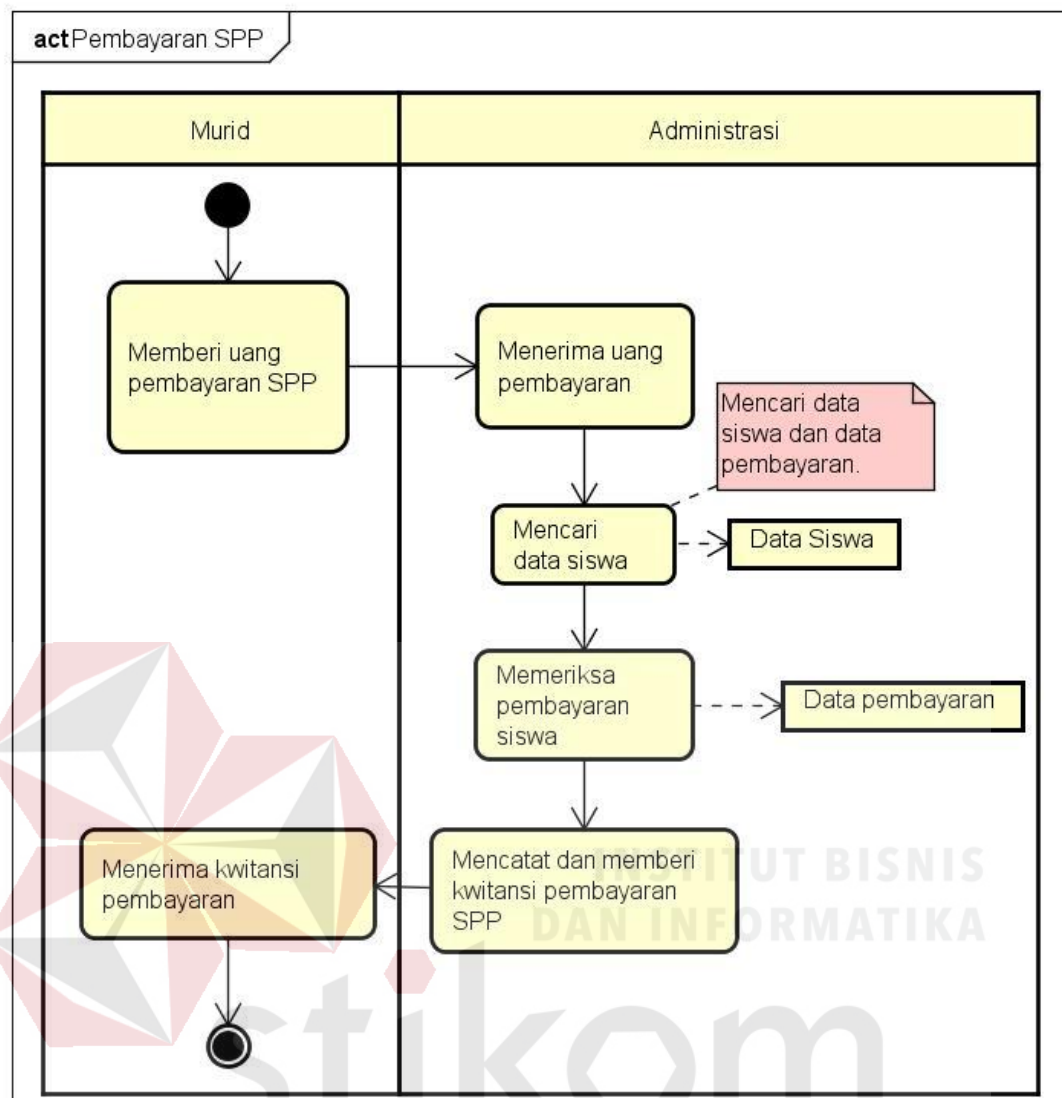 act Pembayaran SPP
Murid
Administrasi
Memberi uang
pembayaran SPP
Menerima uang
pembayaran
Mencari data
siswa dan data
pembayaran.
Mencari
data siswa
Data Siswa
Memeriksa
pembayaran
siswa
Data pembayaran
Mencatat dan memberi
kwitansi pembayaran
SPP
Menerima kwitansi
pembayaran
INSTITUT BISNIS
DAN INFORMATIKA
stikom